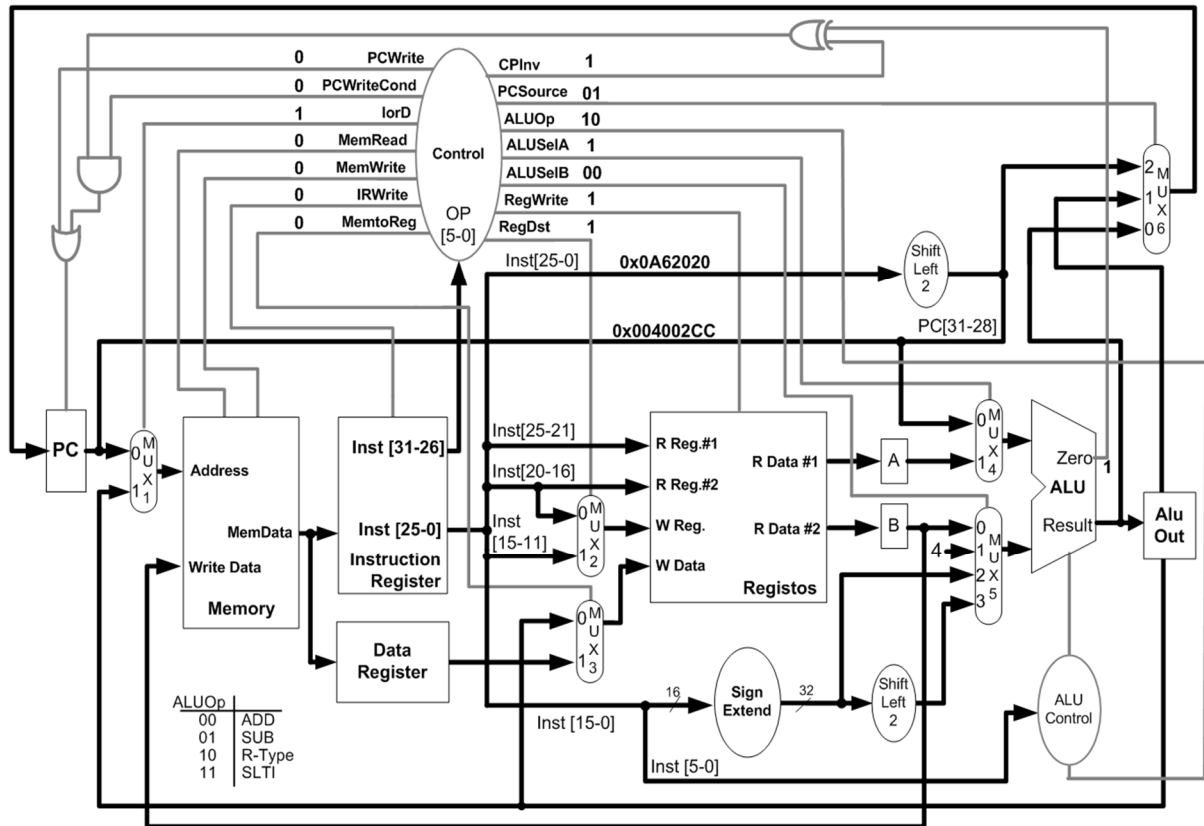 0 PCWrite
0 PCWriteCond
1 IorD
0 MemRead
0 MemWrite
0 IRWrite
0 MemtoReg
Control
OP
[5-0]
CPInv 1
PCSource 01
ALUOp 10
ALUSelA 1
ALUSelB 00
RegWrite 1
RegDst 1
Inst[25-0]
0x0A62020
Shift
Left
2
PC[31-28]
0x004002CC
2
1
0
M
U
X
6
PC
0
1
M
U
X
1
Address
MemData
Write Data
Memory
Inst [31-26]
Inst [25-0]
Instruction
Register
Data
Register
Inst[25-21]
Inst[20-16]
Inst
[15-11]
0
1
M
U
X
2
0
1
M
U
X
3
R Reg.#1
R Reg.#2
W Reg.
W Data
R Data #1
R Data #2
Registos
A
B
0
1
M
U
X
4
4
0
1
2
3
M
U
X
5
Zero
1
ALU
Result
Alu
Out
Inst [15-0]
16
Sign
Extend
32
Shift
Left
2
ALU
Control
Inst [5-0]
ALUOp
00 ADD
01 SUB
10 R-Type
11 SLTI